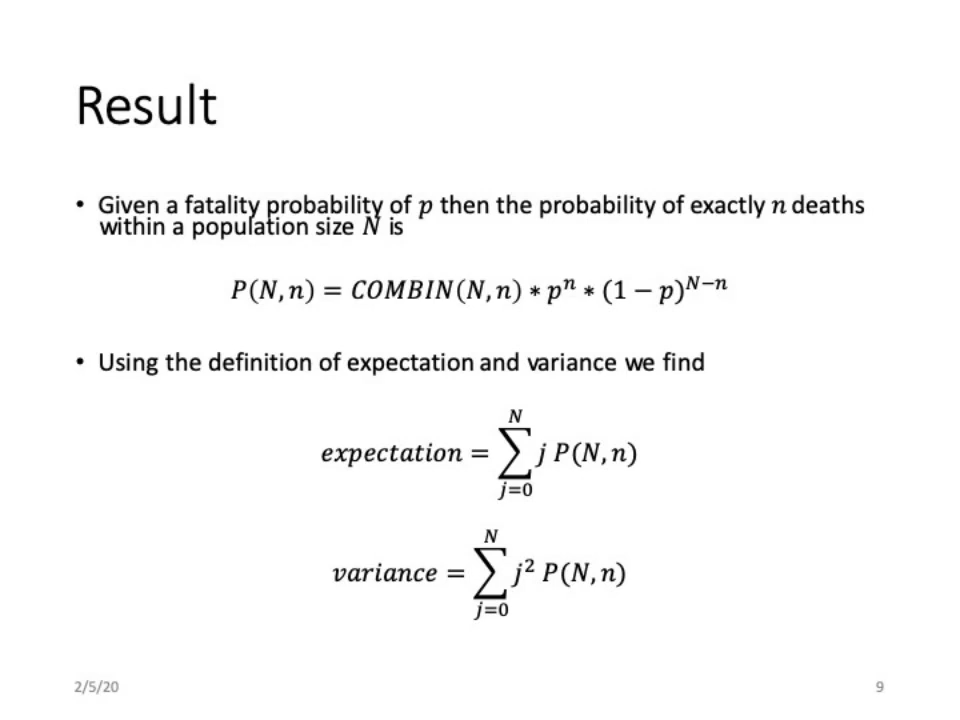 Result
• Given a fatality probability of p then the probability of exactly n deaths
within a population size N is
P(N, n) = COMBIN(N, n) * pⁿ * (1 − p)ᴺ⁻ⁿ
• Using the definition of expectation and variance we find
N
expectation = ∑ j P(N, n)
j=0
N
variance = ∑ j² P(N, n)
j=0
2/5/20 9